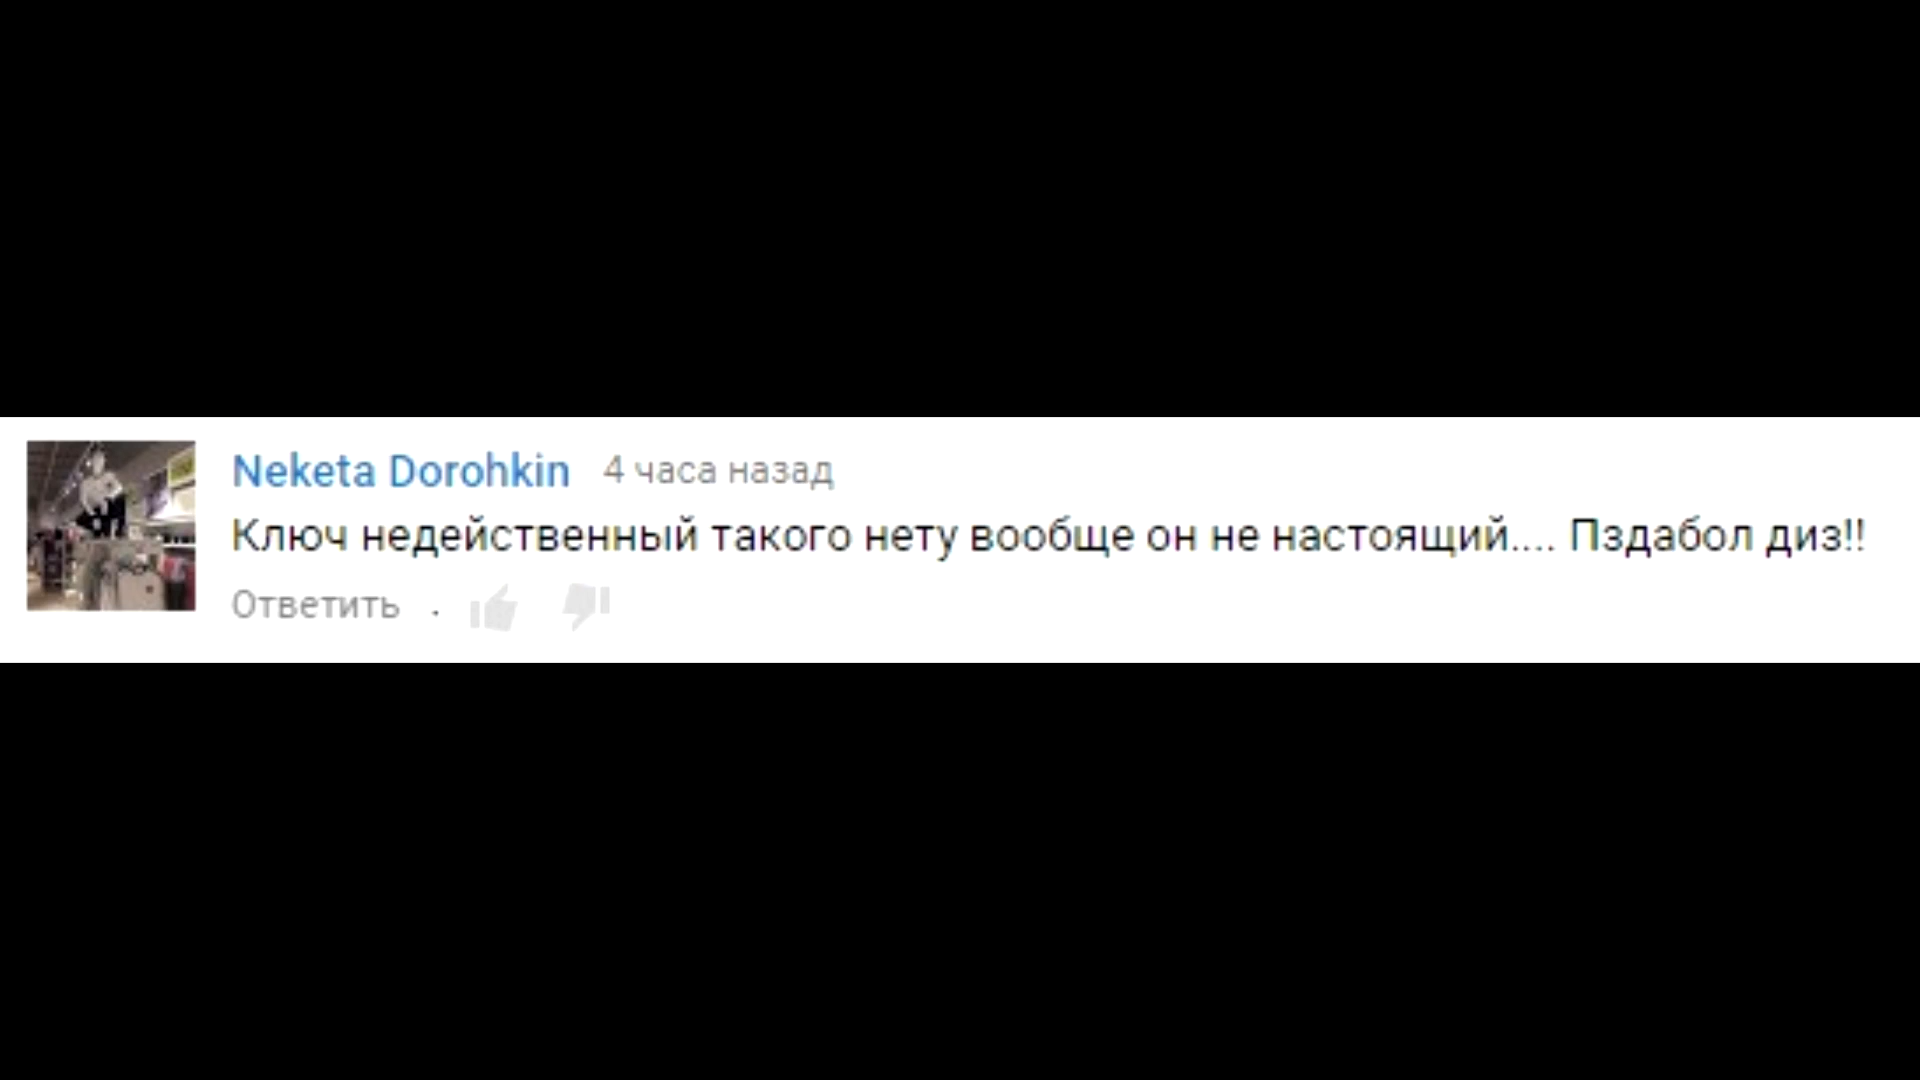 Neketa Dorohkin 4 часа назад
Ключ недейственный такого нету вообще он не настоящий.... Пздабол диз!!
Ответить .